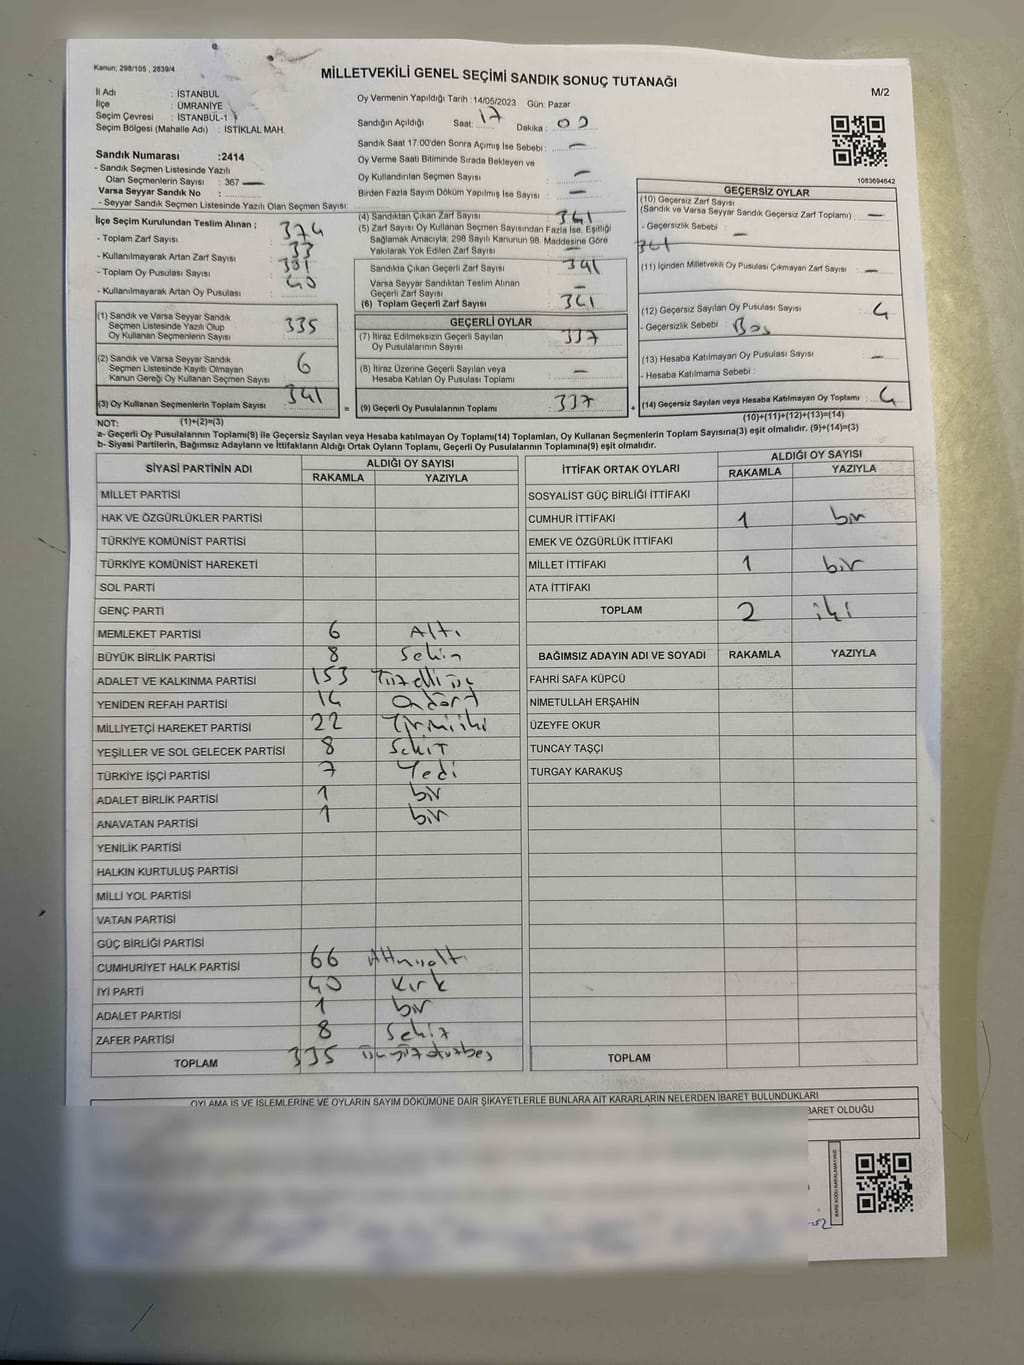 Kanun; 298/105 , 2839/4
MİLLETVEKİLİ GENEL SEÇİMİ SANDIK SONUÇ TUTANAĞI
M/2
İl Adı : İSTANBUL
İlçe : ÜMRANİYE
Seçim Çevresi : İSTANBUL-1
Seçim Bölgesi (Mahalle Adı) : İSTİKLAL MAH.
Oy Vermenin Yapıldığı Tarih : 14/05/2023 Gün: Pazar
Sandığın Açıldığı Saat: 17 Dakika : 00
Sandık Saat 17:00'den Sonra Açımış İse Sebebi : —
Oy Verme Saati Bitiminde Sırada Bekleyen ve
Oy Kullandırılan Seçmen Sayısı : —
Birden Fazla Sayım Döküm Yapılmış İse Sayısı : —
Sandık Numarası :2414
- Sandık Seçmen Listesinde Yazılı
Olan Seçmenlerin Sayısı : 367 —
Varsa Seyyar Sandık No :
- Seyyar Sandık Seçmen Listesinde Yazılı Olan Seçmen Sayısı:
1083694642
İlçe Seçim Kurulundan Teslim Alınan ;
- Toplam Zarf Sayısı : 374
- Kullanılmayarak Artan Zarf Sayısı : 33
- Toplam Oy Pusulası Sayısı : 381
- Kullanılmayarak Artan Oy Pusulası : 40
(1) Sandık ve Varsa Seyyar Sandık
Seçmen Listesinde Yazılı Olup
Oy Kullanan Seçmenlerin Sayısı : 335
(2) Sandık ve Varsa Seyyar Sandık
Seçmen Listesinde Kayıtlı Olmayan
Kanun Gereği Oy Kullanan Seçmen Sayısı : 6
(3) Oy Kullanan Seçmenlerin Toplam Sayısı : 341
(4) Sandıktan Çıkan Zarf Sayısı : 341
(5) Zarf Sayısı Oy Kullanan Seçmen Sayısından Fazla İse, Eşitliği
Sağlamak Amacıyla; 298 Sayılı Kanunun 98. Maddesine Göre
Yakılarak Yok Edilen Zarf Sayısı : —
Sandıkta Çıkan Geçerli Zarf Sayısı : 341
Varsa Seyyar Sandıktan Teslim Alınan
Geçerli Zarf Sayısı : —
(6) Toplam Geçerli Zarf Sayısı : 341
GEÇERLİ OYLAR
(7) İtiraz Edilmeksizin Geçerli Sayılan
Oy Pusulalarının Sayısı : 337
(8) İtiraz Üzerine Geçerli Sayılan veya
Hesaba Katılan Oy Pusulası Toplamı : —
= (9) Geçerli Oy Pusulalarının Toplamı : 337
GEÇERSİZ OYLAR
(10) Geçersiz Zarf Sayısı
(Sandık ve Varsa Seyyar Sandık Geçersiz Zarf Toplamı) : —
- Geçersizlik Sebebi : —
341
(11) İçinden Milletvekili Oy Pusulası Çıkmayan Zarf Sayısı : —
(12) Geçersiz Sayılan Oy Pusulası Sayısı : 4
- Geçersizlik Sebebi : Boş
(13) Hesaba Katılmayan Oy Pusulası Sayısı : —
- Hesaba Katılmama Sebebi :
+ (14) Geçersiz Sayılan veya Hesaba Katılmayan Oy Toplamı : 4
NOT: (1)+(2)=(3)
(10)+(11)+(12)+(13)=(14)
a- Geçerli Oy Pusulalarının Toplamı(9) ile Geçersiz Sayılan veya Hesaba katılmayan Oy Toplamı(14) Toplamları, Oy Kullanan Seçmenlerin Toplam Sayısına(3) eşit olmalıdır. (9)+(14)=(3)
b- Siyasi Partilerin, Bağımsız Adayların ve İttifakların Aldığı Ortak Oyların Toplamı, Geçerli Oy Pusulalarının Toplamına(9) eşit olmalıdır.
SİYASİ PARTİNİN ADI ALDIĞI OY SAYISI
RAKAMLA YAZIYLA
MİLLET PARTİSİ
HAK VE ÖZGÜRLÜKLER PARTİSİ
TÜRKİYE KOMÜNİST PARTİSİ
TÜRKİYE KOMÜNİST HAREKETİ
SOL PARTİ
GENÇ PARTİ
MEMLEKET PARTİSİ 6 Altı
BÜYÜK BİRLİK PARTİSİ 8 Sekiz
ADALET VE KALKINMA PARTİSİ 153 Yüzelli üç
YENİDEN REFAH PARTİSİ 14 Ondört
MİLLİYETÇİ HAREKET PARTİSİ 22 Yirmiiki
YEŞİLLER VE SOL GELECEK PARTİSİ 8 Sekiz
TÜRKİYE İŞÇİ PARTİSİ 7 Yedi
ADALET BİRLİK PARTİSİ 1 bir
ANAVATAN PARTİSİ 1 bir
YENİLİK PARTİSİ
HALKIN KURTULUŞ PARTİSİ
MİLLİ YOL PARTİSİ
VATAN PARTİSİ
GÜÇ BİRLİĞİ PARTİSİ
CUMHURİYET HALK PARTİSİ 66 Altmışaltı
İYİ PARTİ 40 Kırk
ADALET PARTİSİ 1 bir
ZAFER PARTİSİ 8 Sekiz
TOPLAM 335 üçyüzotuzbeş
İTTİFAK ORTAK OYLARI ALDIĞI OY SAYISI
RAKAMLA YAZIYLA
SOSYALİST GÜÇ BİRLİĞİ İTTİFAKI
CUMHUR İTTİFAKI 1 bir
EMEK VE ÖZGÜRLÜK İTTİFAKI
MİLLET İTTİFAKI 1 bir
ATA İTTİFAKI
TOPLAM 2 iki
BAĞIMSIZ ADAYIN ADI VE SOYADI RAKAMLA YAZIYLA
FAHRİ SAFA KÜPCÜ
NİMETULLAH ERŞAHİN
ÜZEYFE OKUR
TUNCAY TAŞÇI
TURGAY KARAKUŞ
TOPLAM
OYLAMA İŞ VE İŞLEMLERİNE VE OYLARIN SAYIM DÖKÜMÜNE DAİR ŞİKAYETLERLE BUNLARA AİT KARARLARIN NELERDEN İBARET BULUNDUKLARI
BARET OLDUĞU